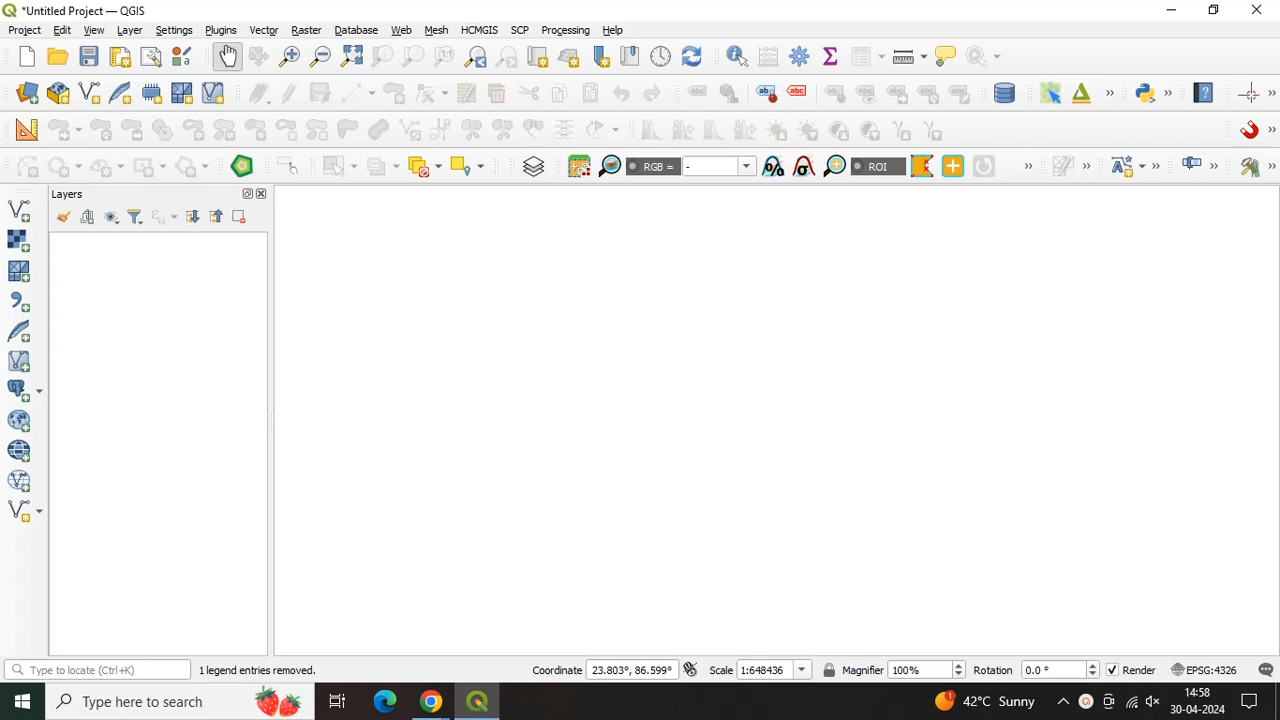 *Untitled Project — QGIS
Project Edit View Layer Settings Plugins Vector Raster Database Web Mesh HCMGIS SCP Processing Help
RGB = - ROI
Layers
Type to locate (Ctrl+K) 1 legend entries removed. Coordinate 23.803°, 86.599° Scale 1:648436 Magnifier 100% Rotation 0.0 ° Render EPSG:4326
Type here to search 42°C Sunny 14:58
30-04-2024